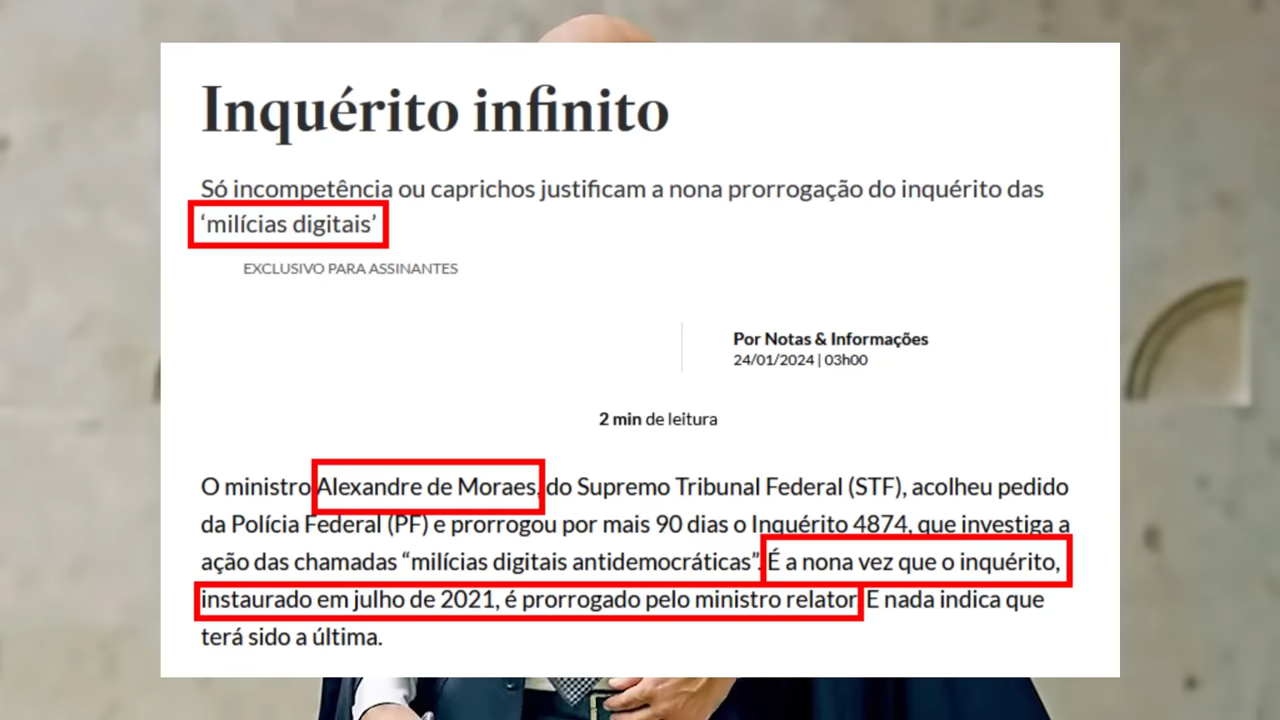 Inquérito infinito
Só incompetência ou caprichos justificam a nona prorrogação do inquérito das
‘milícias digitais’
EXCLUSIVO PARA ASSINANTES
Por Notas & Informações
24/01/2024 | 03h00
2 min de leitura
O ministro Alexandre de Moraes, do Supremo Tribunal Federal (STF), acolheu pedido
da Polícia Federal (PF) e prorrogou por mais 90 dias o Inquérito 4874, que investiga a
ação das chamadas “milícias digitais antidemocráticas”. É a nona vez que o inquérito,
instaurado em julho de 2021, é prorrogado pelo ministro relator. E nada indica que
terá sido a última.